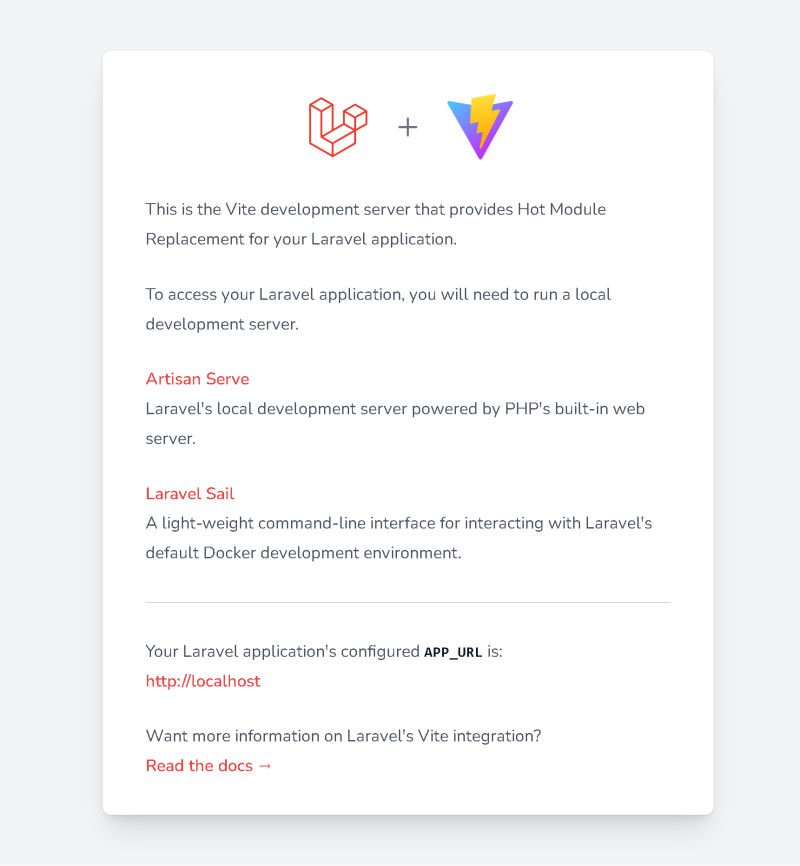 This is the Vite development server that provides Hot Module
Replacement for your Laravel application.
To access your Laravel application, you will need to run a local
development server.
Artisan Serve
Laravel's local development server powered by PHP's built-in web
server.
Laravel Sail
A light-weight command-line interface for interacting with Laravel's
default Docker development environment.
Your Laravel application's configured APP_URL is:
http://localhost
Want more information on Laravel's Vite integration?
Read the docs →